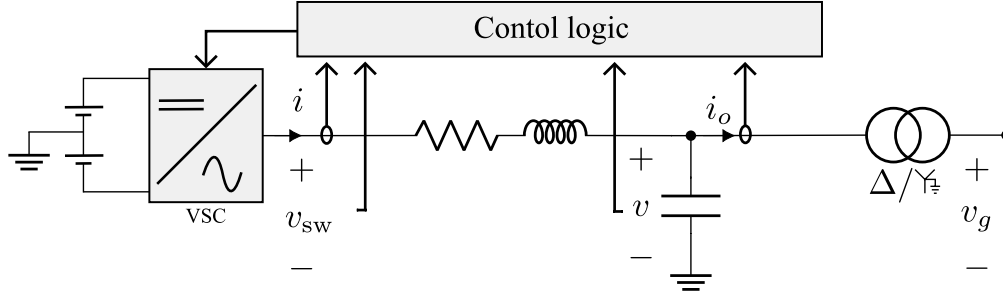 Contol logic
i
i_o
+
+
+
v_sw
v
v_g
Δ/
VSC
−
−
−